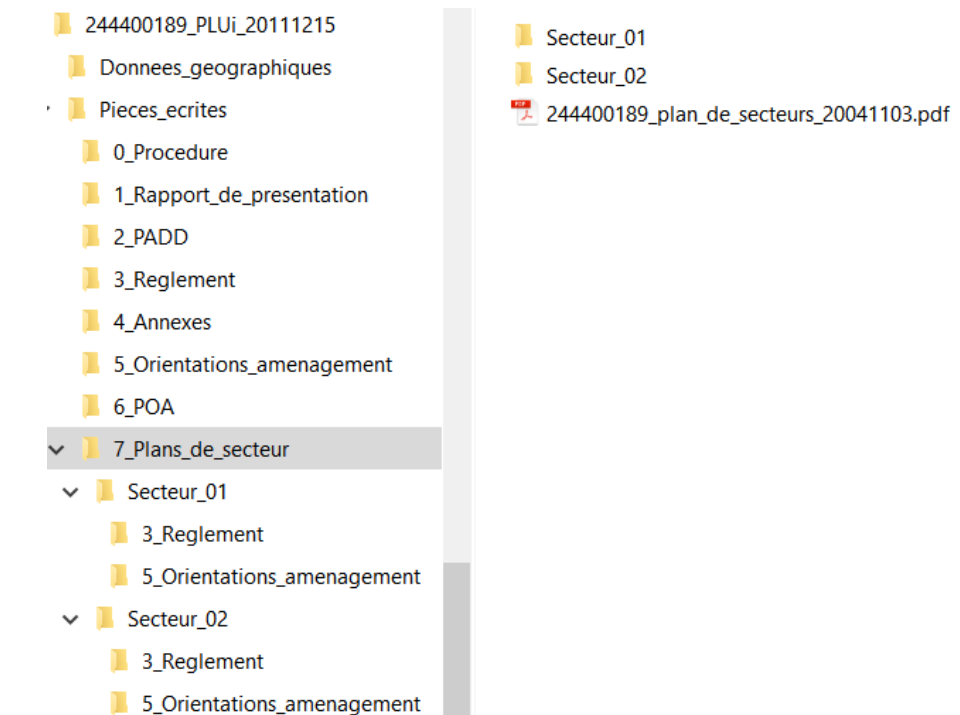 244400189_PLUi_20111215
Donnees_geographiques
Pieces_ecrites
0_Procedure
1_Rapport_de_presentation
2_PADD
3_Reglement
4_Annexes
5_Orientations_amenagement
6_POA
7_Plans_de_secteur
Secteur_01
3_Reglement
5_Orientations_amenagement
Secteur_02
3_Reglement
5_Orientations_amenagement
Secteur_01
Secteur_02
PDF
244400189_plan_de_secteurs_20041103.pdf